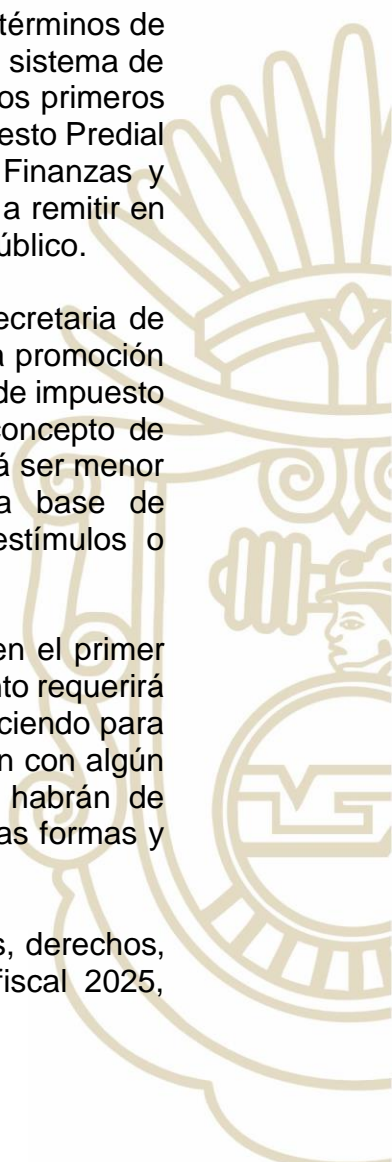 términos de
sistema de
os primeros
esto Predial
Finanzas y
a remitir en
úblico.
ecretaria de
a promoción
de impuesto
concepto de
á ser menor
a base de
estímulos o
en el primer
nto requerirá
ciendo para
n con algún
habrán de
as formas y
s, derechos,
fiscal 2025,